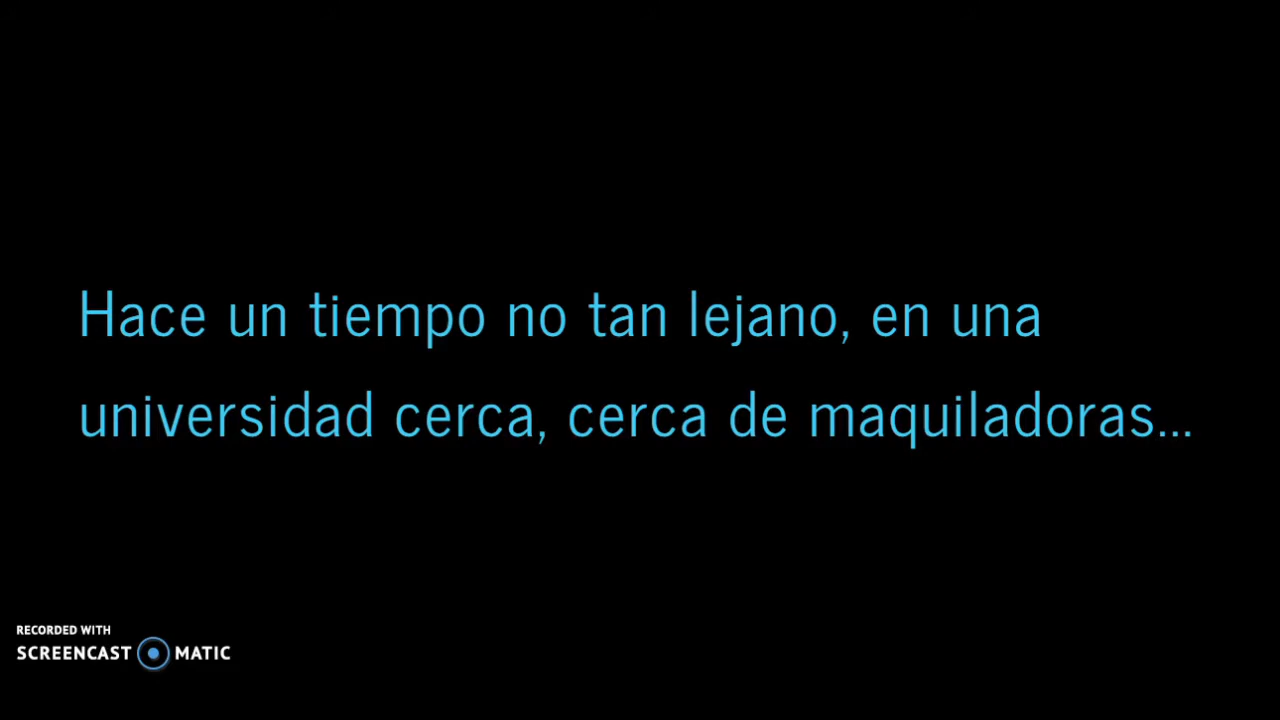 Hace un tiempo no tan lejano, en una
universidad cerca, cerca de maquiladoras...
RECORDED WITH
SCREENCAST MATIC